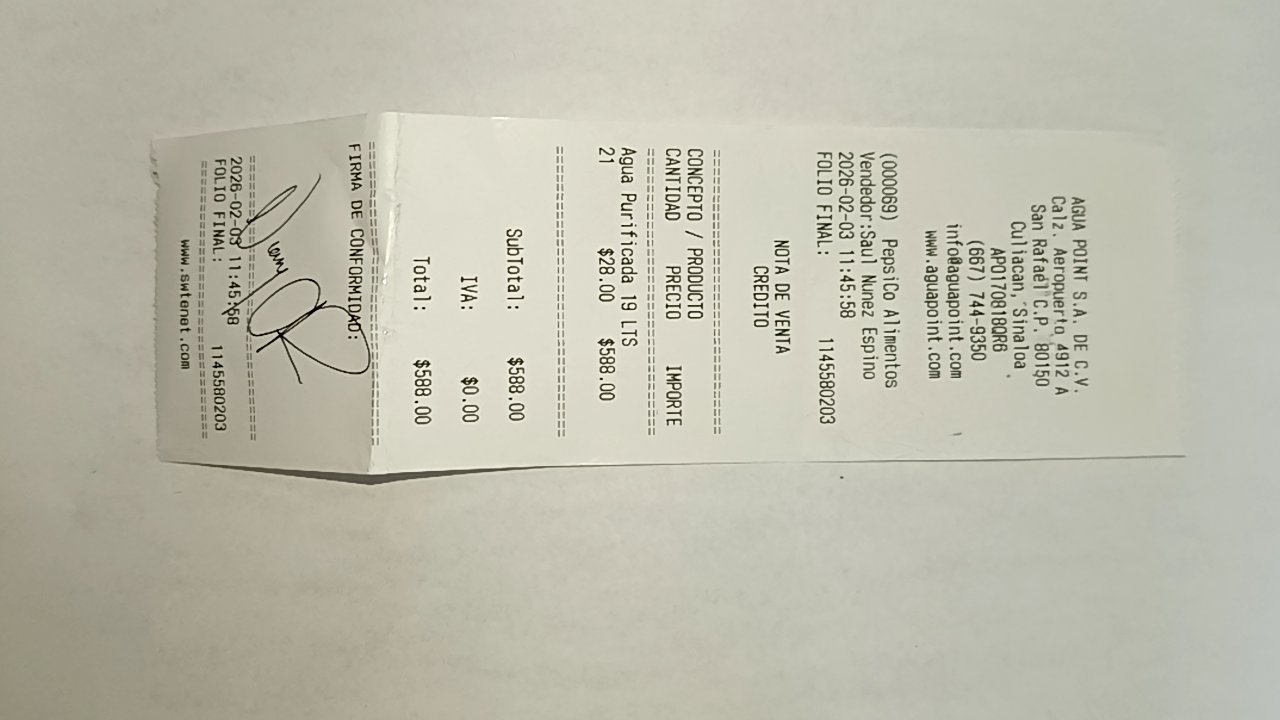 AGUA POINT S.A. DE C.V.
Calz. Aeropuerto 4912 A
San Rafael C.P. 80150
Culiacan, Sinaloa
APO170818QR6
(667) 744-9350
info@aguapoint.com
www.aguapoint.com
(000069) PepsiCo Alimentos
Vendedor:Saul Nunez Espino
2026-02-03 11:45:58
FOLIO FINAL: 1145580203
NOTA DE VENTA
CREDITO
CONCEPTO / PRODUCTO
CANTIDAD PRECIO IMPORTE
Agua Purificada 19 LTS
21 $28.00 $588.00
SubTotal: $588.00
IVA: $0.00
Total: $588.00
FIRMA DE CONFORMIDAD:
2026-02-03 11:45:58
FOLIO FINAL: 1145580203
www.swtenet.com